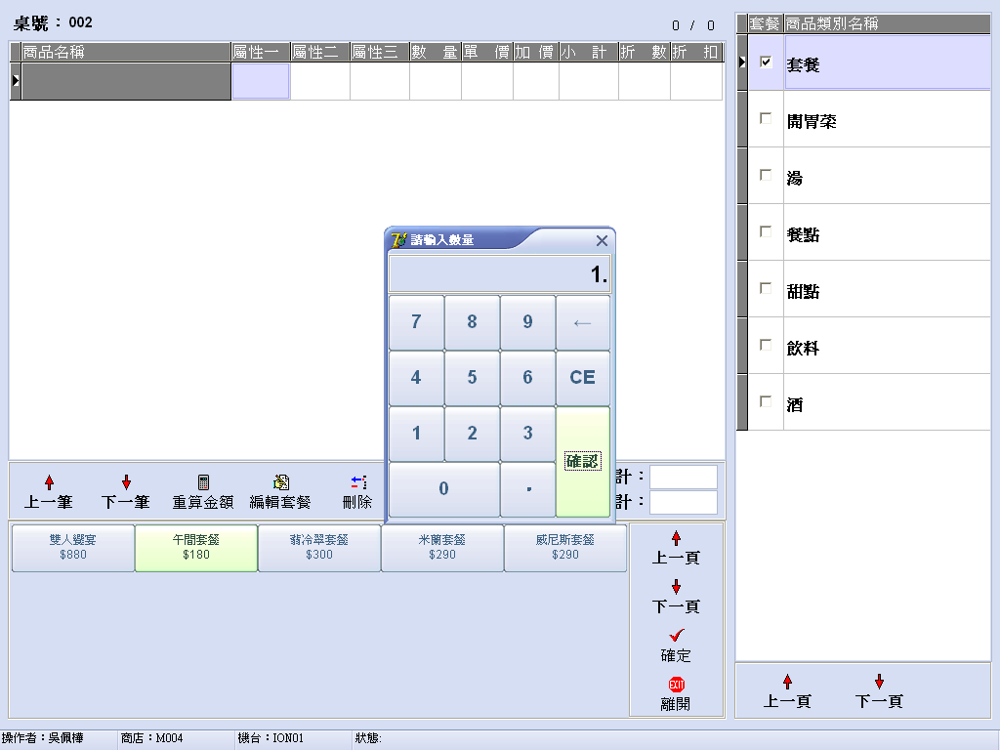 桌號： 002
0 / 0
商品名稱 屬性一 屬性二 屬性三 數 量 單 價 加 價 小 計 折 數 折 扣
請輸入數量
1.
7 8 9 ←
4 5 6 CE
1 2 3
確認
0 .
計：
計：
上一筆 下一筆 重算金額 編輯套餐 刪除
雙人饗宴
$880
午間套餐
$180
翡冷翠套餐
$300
米蘭套餐
$290
威尼斯套餐
$290
上一頁
下一頁
確定
EXIT
離開
套餐 商品類別名稱
套餐
開胃菜
湯
餐點
甜點
飲料
酒
上一頁 下一頁
操作者：吳佩樺 商店：M004 機台：ION01 狀態: